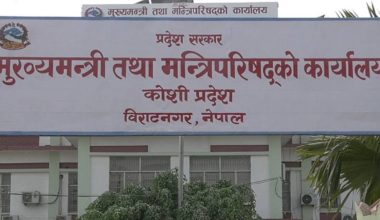 मुख्यमन्त्री तथा मन्त्रिपरिषद्को कार्यालय
प्रदेश सरकार
मुख्यमन्त्री तथा मन्त्रिपरिषद्को कार्यालय
कोशी प्रदेश
विराटनगर, नेपाल